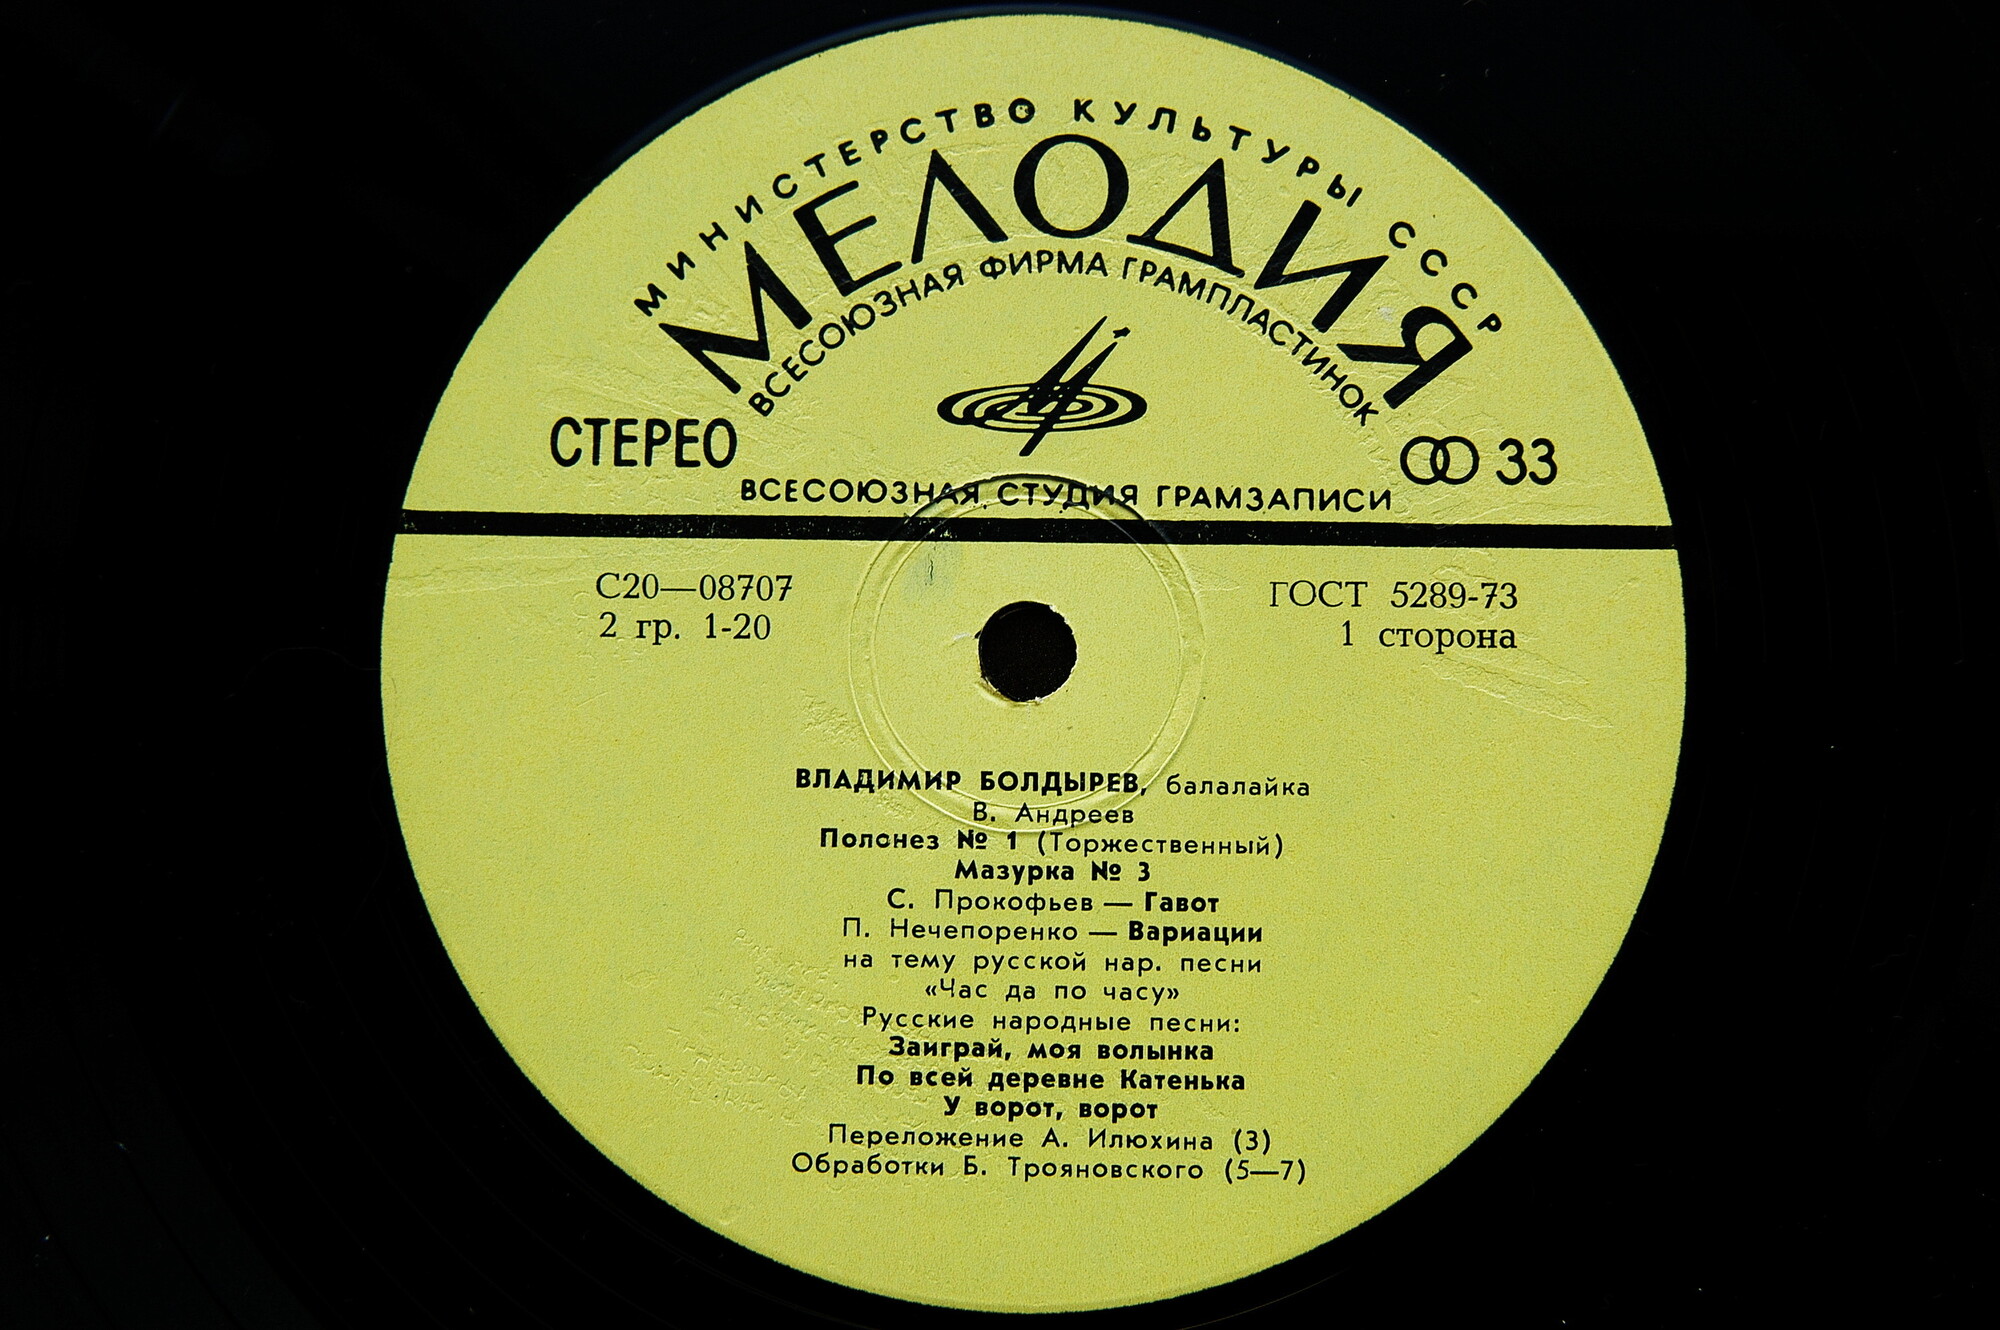 МИНИСТЕРСТВО КУЛЬТУРЫ СССР
МЕЛОДИЯ
ВСЕСОЮЗНАЯ ФИРМА ГРАМПЛАСТИНОК
СТЕРЕО
33
ВСЕСОЮЗНАЯ СТУДИЯ ГРАМЗАПИСИ
С20—08707
ГОСТ 5289-73
2 гр. 1-20
1 сторона
ВЛАДИМИР БОЛДЫРЕВ, балалайка
В. Андреев
Полонез № 1 (Торжественный)
Мазурка № 3
С. Прокофьев — Гавот
П. Нечепоренко — Вариации
на тему русской нар. песни
«Час да по часу»
Русские народные песни:
Заиграй, моя волынка
По всей деревне Катенька
У ворот, ворот
Переложение А. Илюхина (3)
Обработки Б. Трояновского (5—7)